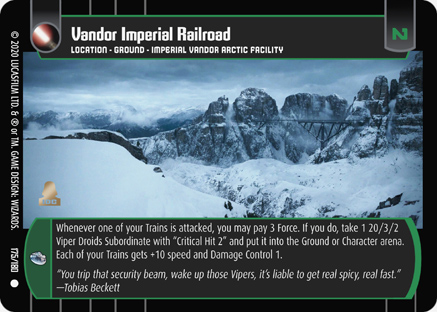 Vandor Imperial Railroad
N
LOCATION - GROUND - IMPERIAL VANDOR ARCTIC FACILITY
Whenever one of your Trains is attacked, you may pay 3 Force. If you do, take 1 20/3/2
Viper Droids Subordinate with “Critical Hit 2” and put it into the Ground or Character arena.
Each of your Trains gets +10 speed and Damage Control 1.
“You trip that security beam, wake up those Vipers, it’s liable to get real spicy, real fast.”
—Tobias Beckett
© 2020 LUCASFILM LTD. & ® or TM. GAME DESIGN: WIZARDS.
175/180